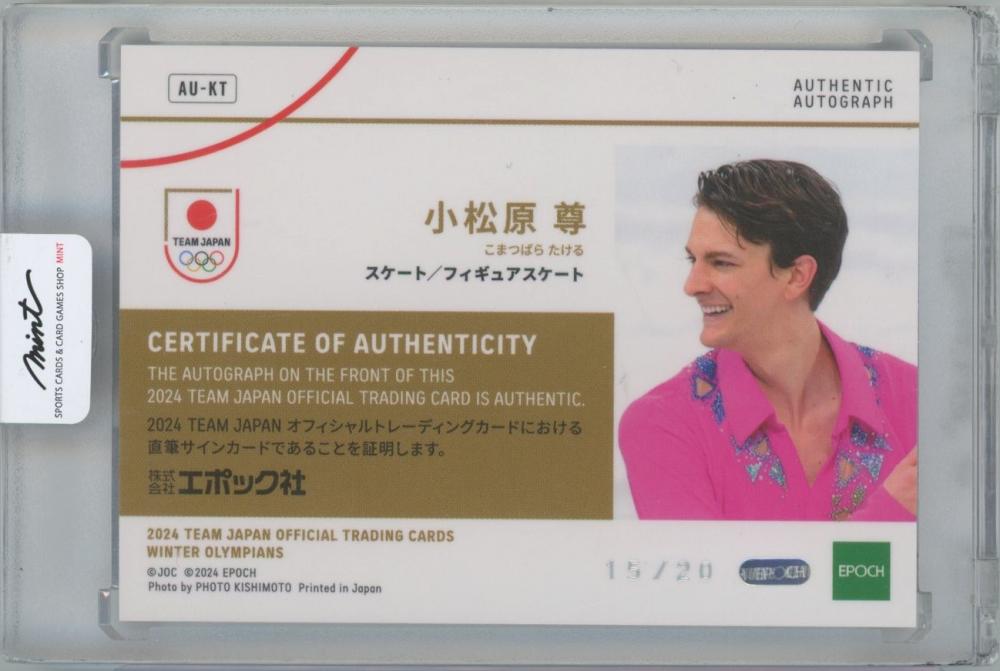 AU-KT
AUTHENTIC
AUTOGRAPH
TEAM JAPAN
小松原 尊
こまつばら たける
スケート／フィギュアスケート
mint
SPORTS CARDS & CARD GAMES SHOP MINT
CERTIFICATE OF AUTHENTICITY
THE AUTOGRAPH ON THE FRONT OF THIS
2024 TEAM JAPAN OFFICIAL TRADING CARD IS AUTHENTIC.
2024 TEAM JAPAN オフィシャルトレーディングカードにおける
直筆サインカードであることを証明します。
株式会社 エポック社
2024 TEAM JAPAN OFFICIAL TRADING CARDS
WINTER OLYMPIANS
©JOC ©2024 EPOCH
Photo by PHOTO KISHIMOTO Printed in Japan
15/20
EPOCH